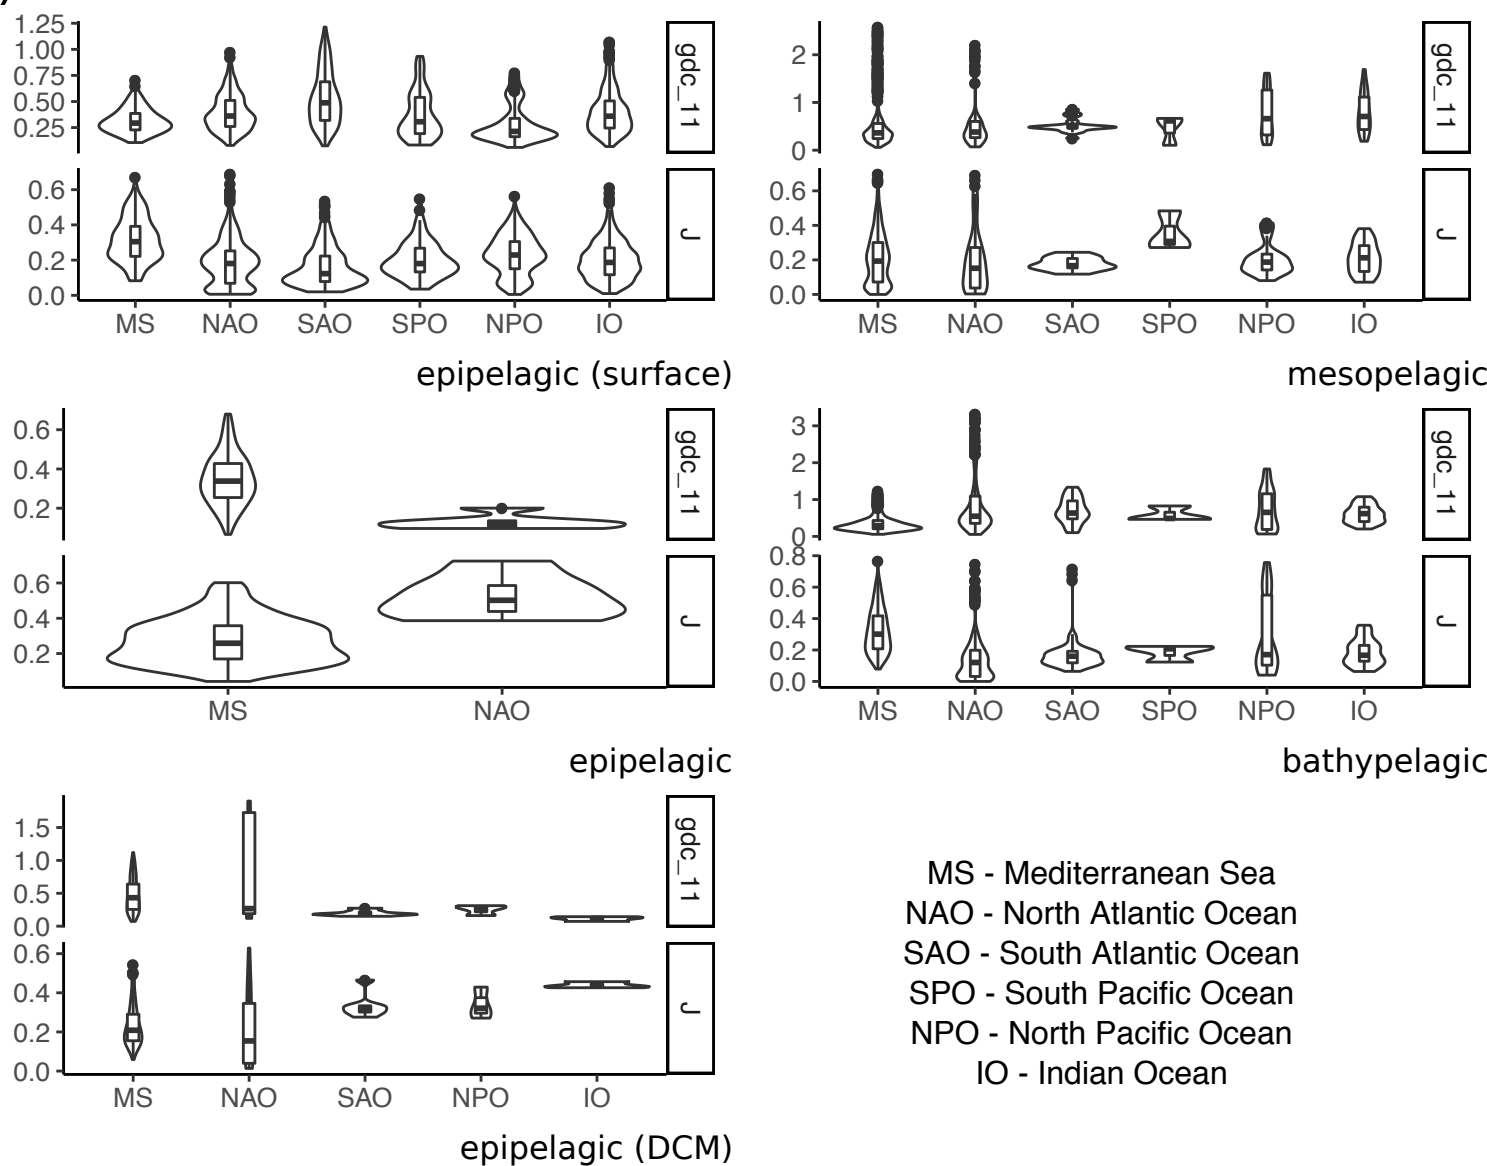 )
1.25
1.00
0.75
0.50
0.25
gdc_11
0.6
0.4
0.2
0.0
J
MS NAO SAO SPO NPO IO
epipelagic (surface)
2
1
0
gdc_11
0.6
0.4
0.2
0.0
J
MS NAO SAO SPO NPO IO
mesopelagic
0.6
0.4
0.2
gdc_11
0.6
0.4
0.2
J
MS NAO
epipelagic
3
2
1
0
gdc_11
0.8
0.6
0.4
0.2
0.0
J
MS NAO SAO SPO NPO IO
bathypelagic
1.5
1.0
0.5
0.0
gdc_11
0.6
0.4
0.2
0.0
J
MS NAO SAO NPO IO
epipelagic (DCM)
MS - Mediterranean Sea
NAO - North Atlantic Ocean
SAO - South Atlantic Ocean
SPO - South Pacific Ocean
NPO - North Pacific Ocean
IO - Indian Ocean